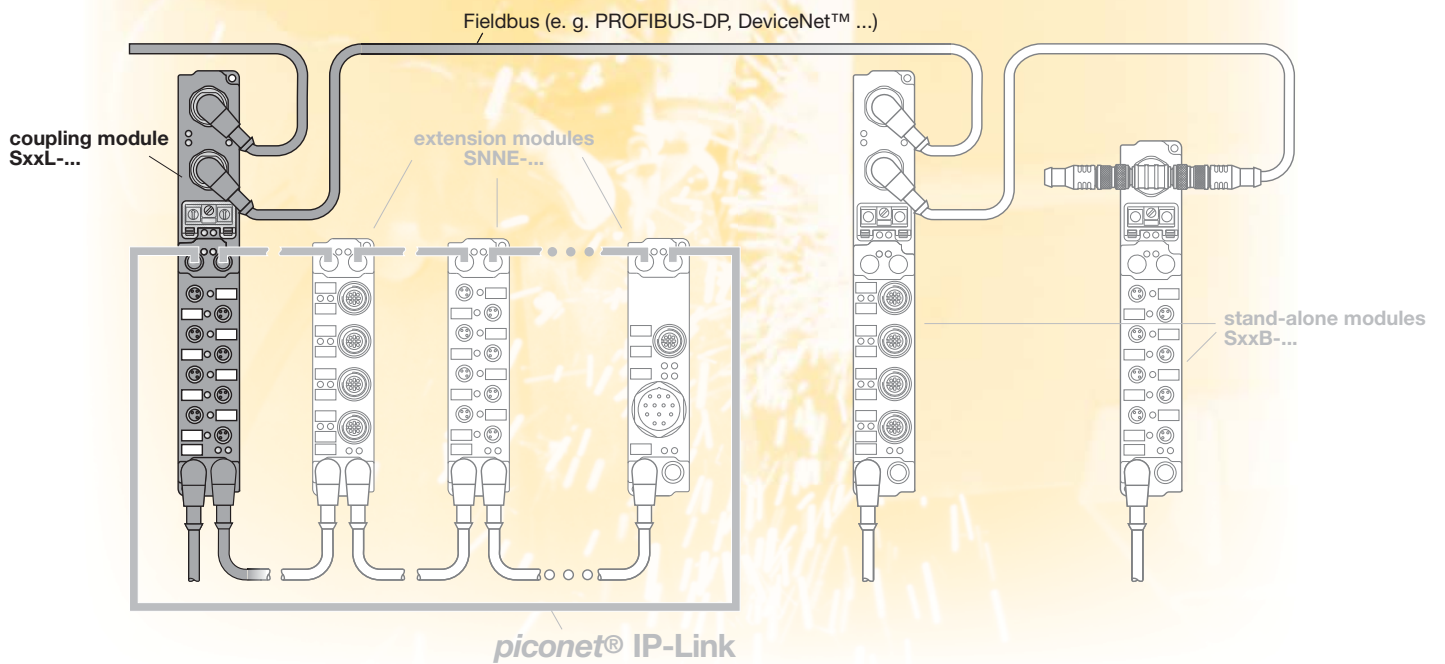 Fieldbus (e. g. PROFIBUS-DP, DeviceNet™ ...)
coupling module
SxxL-...
extension modules
SNNE-...
stand-alone modules
SxxB-...
piconet® IP-Link